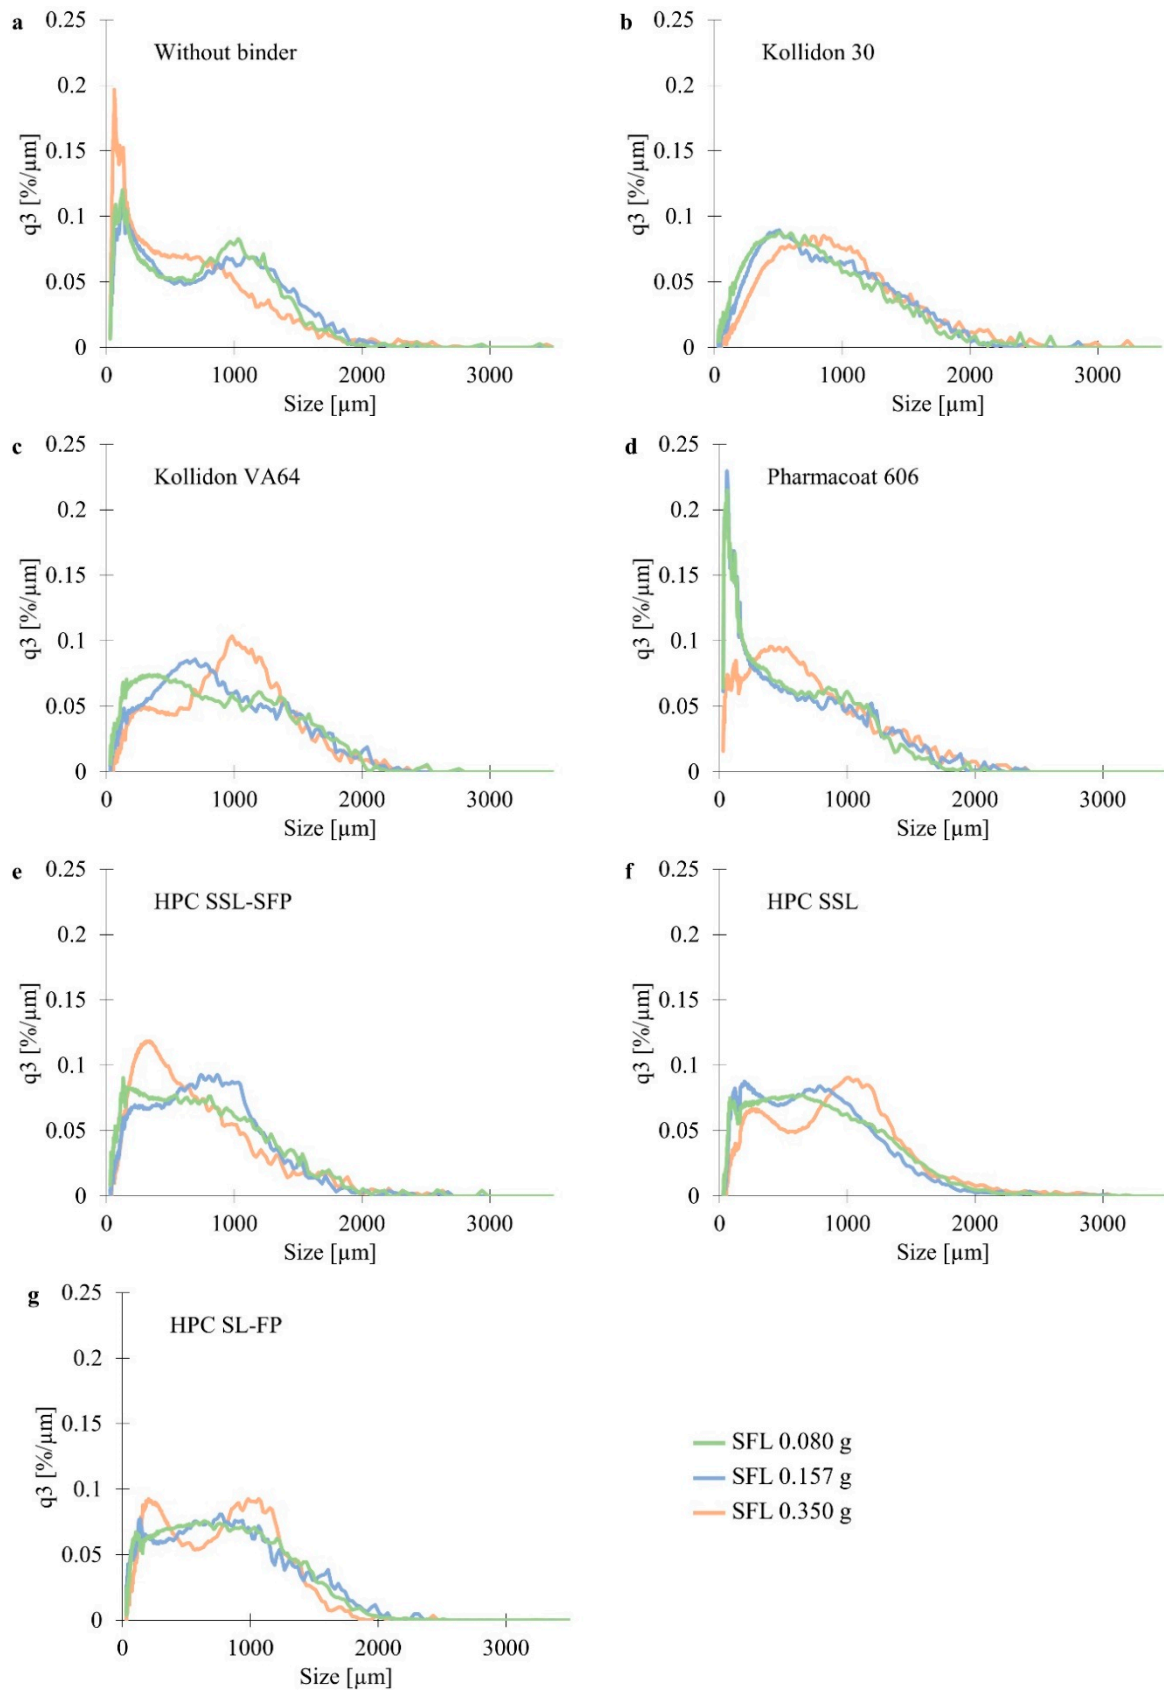 a
Without binder
0.25
0.2
0.15
0.1
0.05
0
q3 [%/µm]
0 1000 2000 3000
Size [µm]
b
Kollidon 30
0.25
0.2
0.15
0.1
0.05
0
q3 [%/µm]
0 1000 2000 3000
Size [µm]
c
Kollidon VA64
0.25
0.2
0.15
0.1
0.05
0
q3 [%/µm]
0 1000 2000 3000
Size [µm]
d
Pharmacoat 606
0.25
0.2
0.15
0.1
0.05
0
q3 [%/µm]
0 1000 2000 3000
Size [µm]
e
HPC SSL-SFP
0.25
0.2
0.15
0.1
0.05
0
q3 [%/µm]
0 1000 2000 3000
Size [µm]
f
HPC SSL
0.25
0.2
0.15
0.1
0.05
0
q3 [%/µm]
0 1000 2000 3000
Size [µm]
g
HPC SL-FP
0.25
0.2
0.15
0.1
0.05
0
q3 [%/µm]
0 1000 2000 3000
Size [µm]
SFL 0.080 g
SFL 0.157 g
SFL 0.350 g